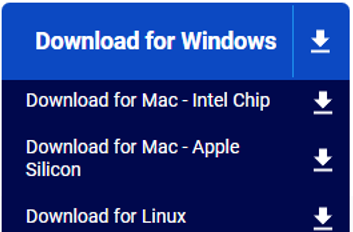 Download for Windows
Download for Mac - Intel Chip
Download for Mac - Apple
Silicon
Download for Linux